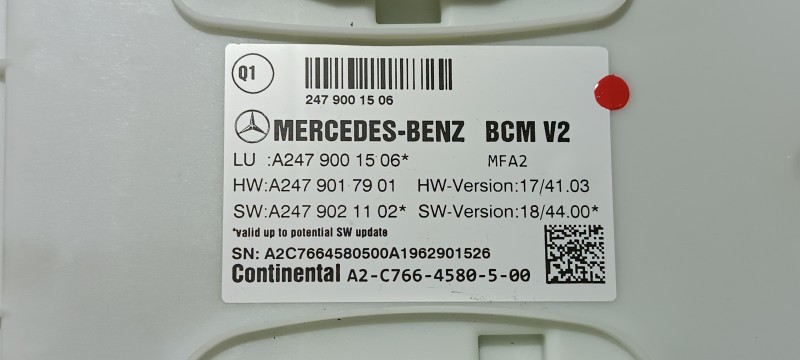 Q1
247 900 15 06
MERCEDES-BENZ BCM V2
LU :A247 900 15 06* MFA2
HW:A247 901 79 01 HW-Version:17/41.03
SW:A247 902 11 02* SW-Version:18/44.00*
*valid up to potential SW update
SN: A2C7664580500A1962901526
Continental A2-C766-4580-5-00